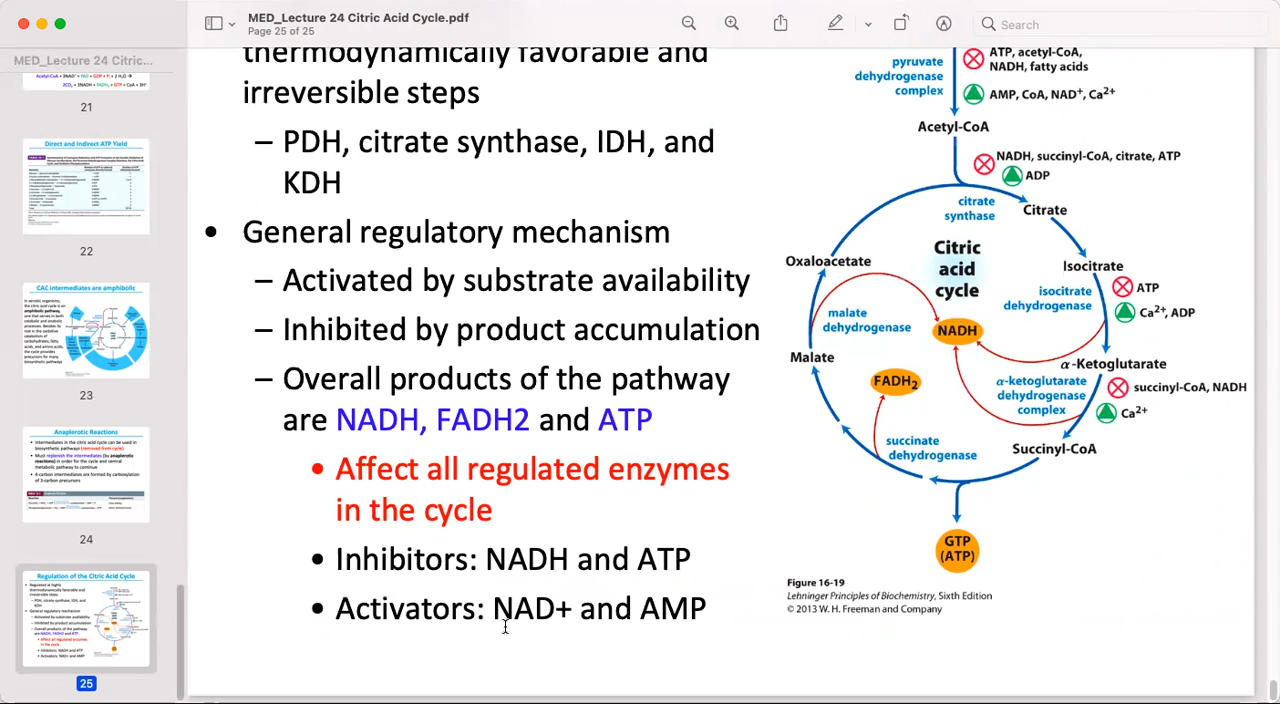 MED_Lecture 24 Citric Acid Cycle.pdf
Page 25 of 25
Search
MED_Lecture 24 Citric...
21
Direct and Indirect ATP Yield
22
CAC intermediates are amphibolic
23
Anaplerotic Reactions
24
Regulation of the Citric Acid Cycle
25
thermodynamically favorable and
irreversible steps
– PDH, citrate synthase, IDH, and
KDH
• General regulatory mechanism
– Activated by substrate availability
– Inhibited by product accumulation
– Overall products of the pathway
are NADH, FADH2 and ATP
• Affect all regulated enzymes
in the cycle
• Inhibitors: NADH and ATP
• Activators: NAD+ and AMP
pyruvate
dehydrogenase
complex
ATP, acetyl-CoA,
NADH, fatty acids
AMP, CoA, NAD⁺, Ca²⁺
Acetyl-CoA
NADH, succinyl-CoA, citrate, ATP
ADP
citrate
synthase
Citrate
Citric
acid
cycle
Oxaloacetate
Isocitrate
isocitrate
dehydrogenase
ATP
Ca²⁺, ADP
malate
dehydrogenase
NADH
Malate
α-Ketoglutarate
FADH₂
α-ketoglutarate
dehydrogenase
complex
succinyl-CoA, NADH
Ca²⁺
succinate
dehydrogenase
Succinyl-CoA
GTP
(ATP)
Figure 16-19
Lehninger Principles of Biochemistry, Sixth Edition
© 2013 W. H. Freeman and Company